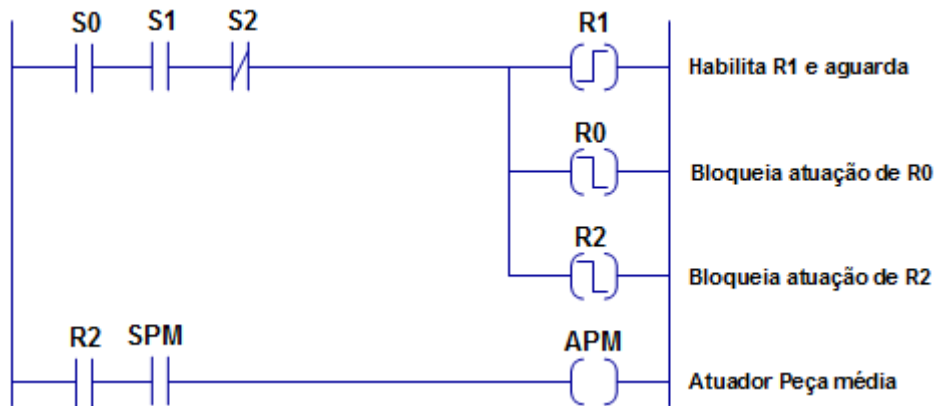 S0 S1 S2 R1
Habilita R1 e aguarda
R0
Bloqueia atuação de R0
R2
Bloqueia atuação de R2
R2 SPM APM
Atuador Peça média